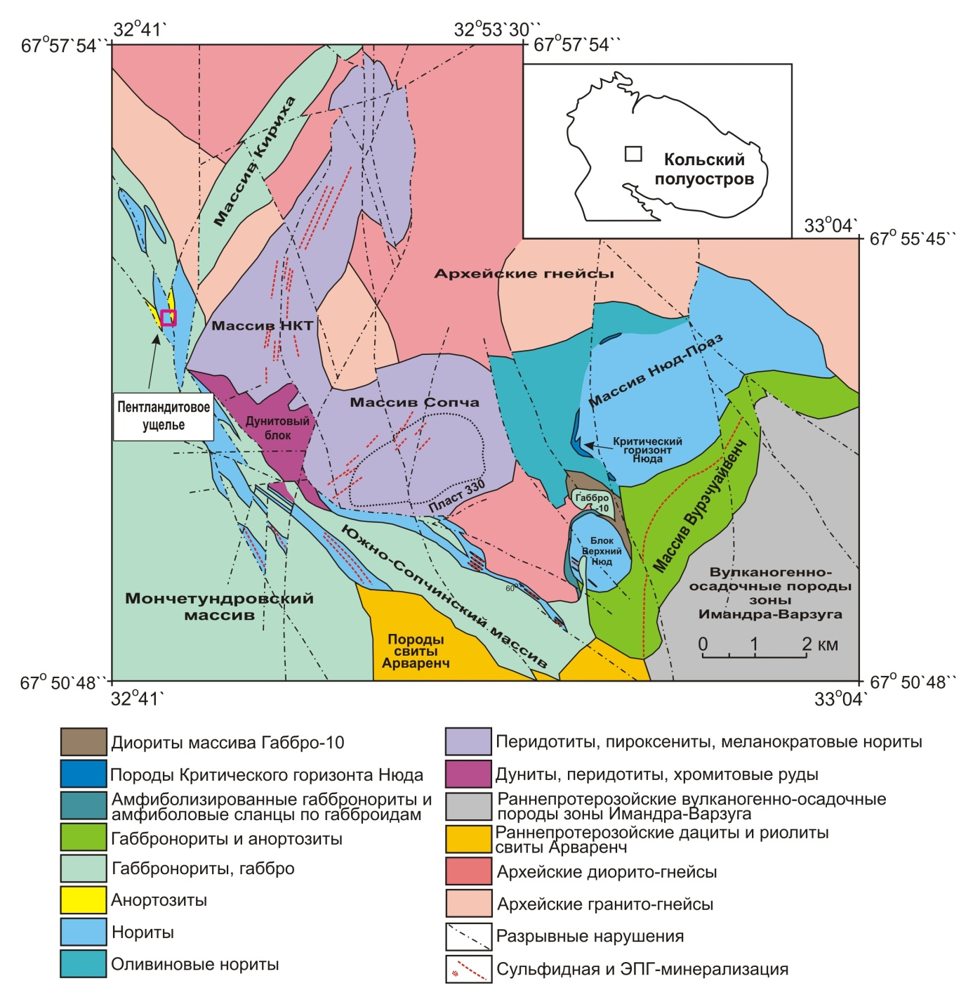 32°41`
32°53`30``
67°57`54``
67°57`54``
Кольский
полуостров
33°04`
67° 55`45``
Массив Кириха
Архейские гнейсы
Массив НКТ
Массив Нюд-Поаз
Пентландитовое
ущелье
Массив Сопча
Дунитовый
блок
Критический
горизонт
Нюда
Массив Вурэчуайвенч
Пласт 330
Габбро
-10
Блок
Верхний
Нюд
Южно-Сопчинский массив
60°
Вулканогенно-
осадочные породы
зоны
Имандра-Варзуга
Мончетундровский
массив
Породы
свиты
Арваренч
0 1 2 км
67° 50`48``
67° 50`48``
32°41`
33°04`
Диориты массива Габбро-10
Породы Критического горизонта Нюда
Амфиболизированные габбронориты и
амфиболовые сланцы по габброидам
Габбронориты и анортозиты
Габбронориты, габбро
Анортозиты
Нориты
Оливиновые нориты
Перидотиты, пироксениты, меланократовые нориты
Дуниты, перидотиты, хромитовые руды
Раннепротерозойские вулканогенно-осадочные
породы зоны Имандра-Варзуга
Раннепротерозойские дациты и риолиты
свиты Арваренч
Архейские диорито-гнейсы
Архейские гранито-гнейсы
Разрывные нарушения
Сульфидная и ЭПГ-минерализация